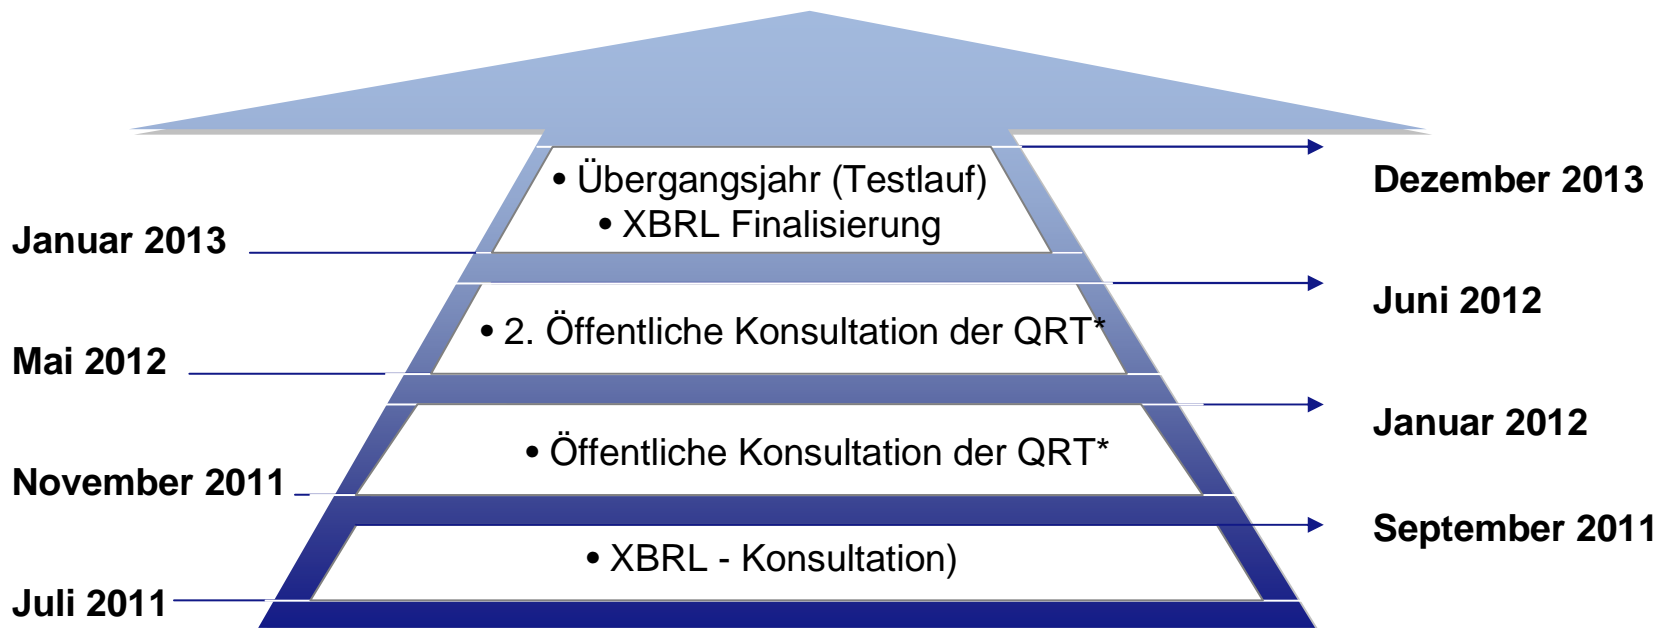 • Übergangsjahr (Testlauf)
• XBRL Finalisierung
Dezember 2013
Januar 2013
• 2. Öffentliche Konsultation der QRT*
Juni 2012
Mai 2012
• Öffentliche Konsultation der QRT*
Januar 2012
November 2011
• XBRL - Konsultation)
September 2011
Juli 2011